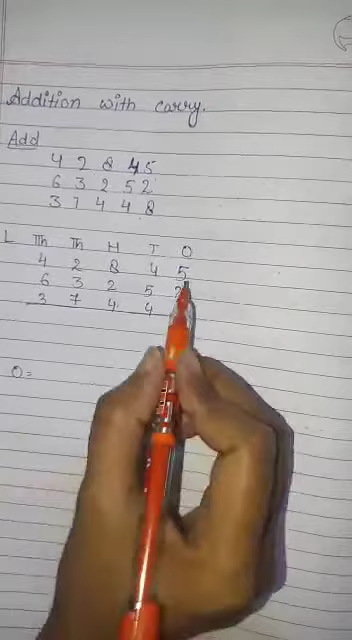 Addition with carry.
Add
4 2 8 4 5
6 3 2 5 2
3 7 4 4 8
L Th Th H T O
4 2 8 4 5
6 3 2 5 2
3 7 4 4
O =